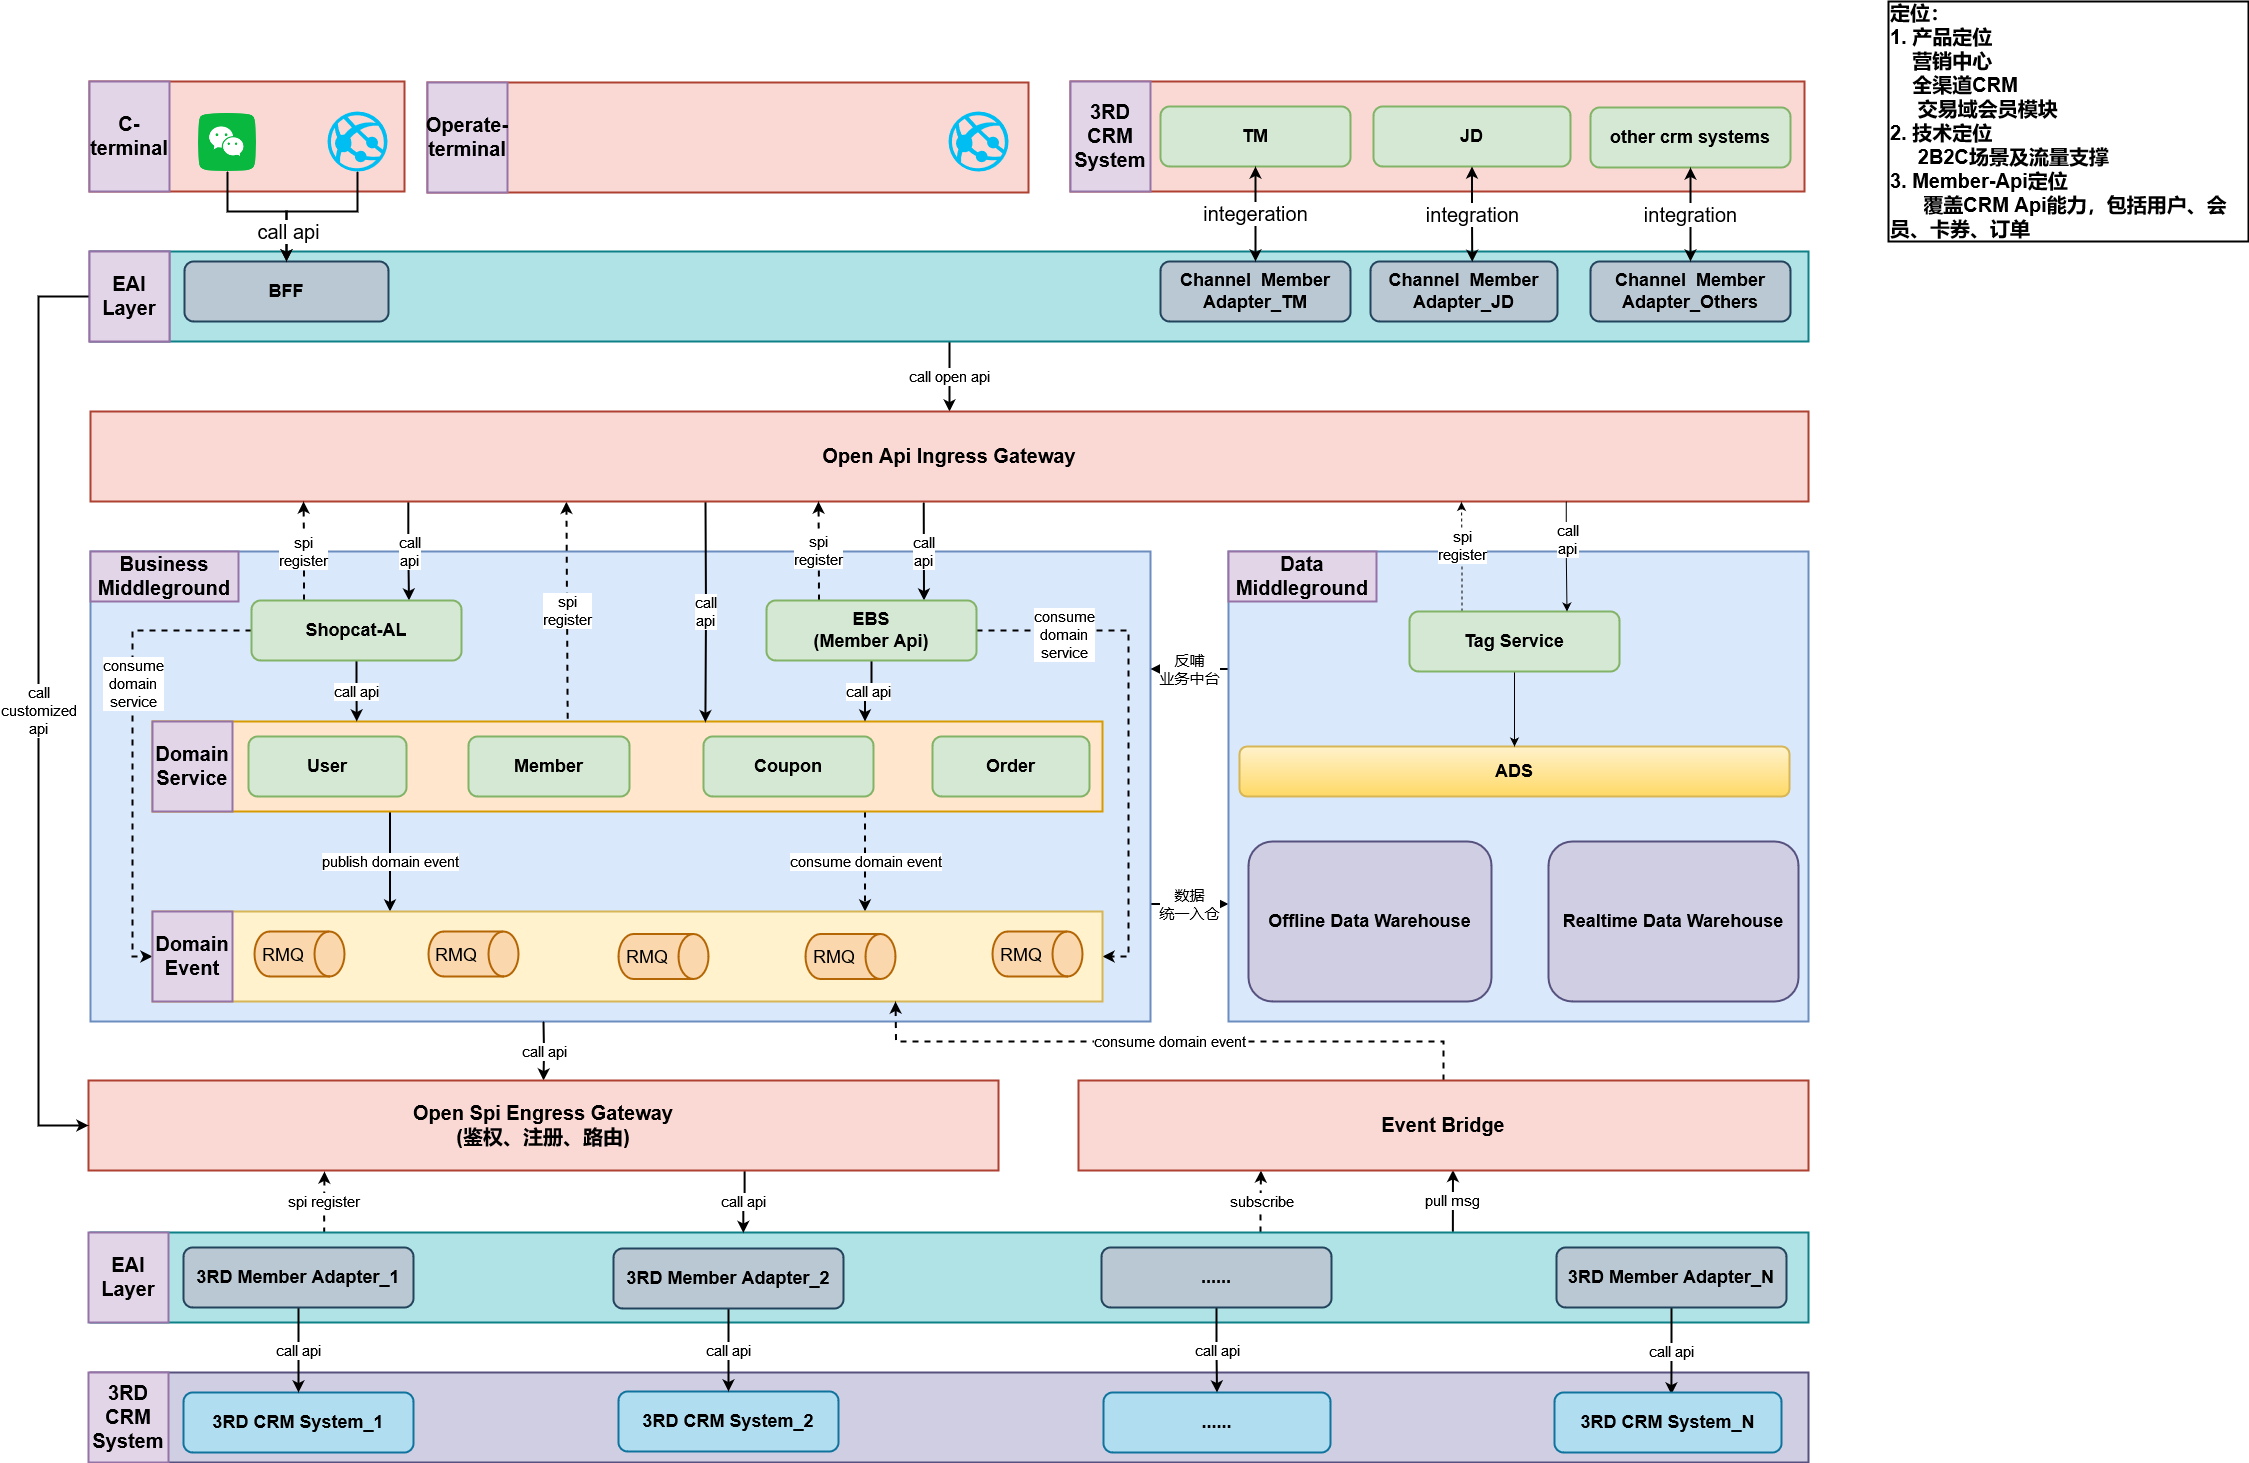 定位：
1. 产品定位
营销中心
全渠道CRM
交易域会员模块
2. 技术定位
2B2C场景及流量支撑
3. Member-Api定位
覆盖CRM Api能力，包括用户、会
员、卡券、订单
C-
terminal
Operate-
terminal
3RD
CRM
System
TM
JD
other crm systems
call api
integeration
integration
integration
EAI
Layer
BFF
Channel Member
Adapter_TM
Channel Member
Adapter_JD
Channel Member
Adapter_Others
call open api
Open Api Ingress Gateway
spi
register
call
api
spi
register
call
api
spi
register
call
api
spi
register
call
api
Business
Middleground
Shopcat-AL
EBS
(Member Api)
consume
domain
service
consume
domain
service
call api
call api
Domain
Service
User
Member
Coupon
Order
publish domain event
consume domain event
Domain
Event
RMQ
RMQ
RMQ
RMQ
RMQ
反哺
业务中台
数据
统一入仓
Data
Middleground
Tag Service
ADS
Offline Data Warehouse
Realtime Data Warehouse
call
customized
api
call api
consume domain event
Open Spi Engress Gateway
(鉴权、注册、路由)
Event Bridge
spi register
call api
subscribe
pull msg
EAI
Layer
3RD Member Adapter_1
3RD Member Adapter_2
......
3RD Member Adapter_N
call api
call api
call api
call api
3RD
CRM
System
3RD CRM System_1
3RD CRM System_2
......
3RD CRM System_N